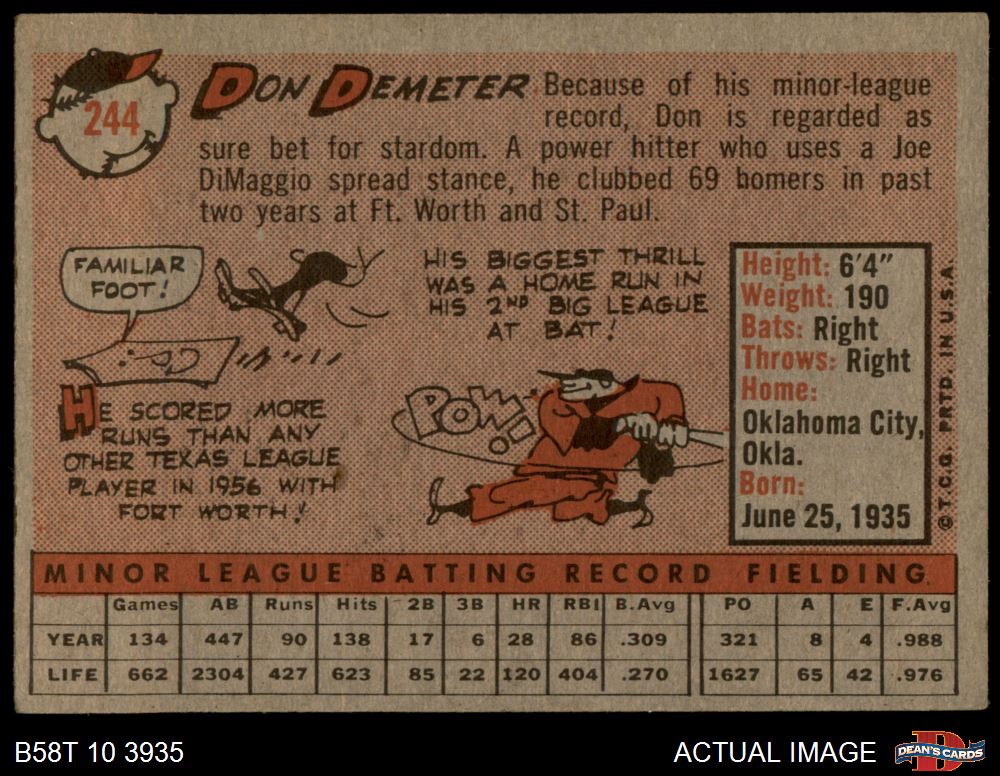 244
DON DEMETER Because of his minor-league
record, Don is regarded as
sure bet for stardom. A power hitter who uses a Joe
DiMaggio spread stance, he clubbed 69 bomers in past
two years at Ft. Worth and St. Paul.
FAMILIAR
FOOT!
HE SCORED MORE
RUNS THAN ANY
OTHER TEXAS LEAGUE
PLAYER IN 1956 WITH
FORT WORTH!
HIS BIGGEST THRILL
WAS A HOME RUN IN
HIS 2ND BIG LEAGUE
AT BAT!
POW!
Height: 6'4"
Weight: 190
Bats: Right
Throws: Right
Home:
Oklahoma City,
Okla.
Born:
June 25, 1935
©T.C.G. PRTD. IN U.S.A.
MINOR LEAGUE BATTING RECORD FIELDING
Games AB Runs Hits 2B 3B HR RBI B.Avg PO A E F.Avg
YEAR 134 447 90 138 17 6 28 86 .309 321 8 4 .988
LIFE 662 2304 427 623 85 22 120 404 .270 1627 65 42 .976
B58T 10 3935
ACTUAL IMAGE
DEAN'S CARDS